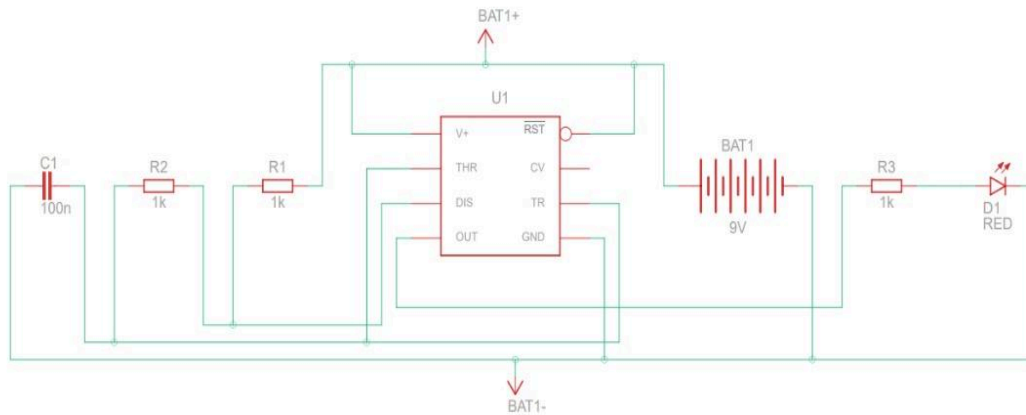 BAT1+
U1
V+
RST
THR
CV
DIS
TR
OUT
GND
C1
100n
R2
1k
R1
1k
BAT1
9V
R3
1k
D1
RED
BAT1-